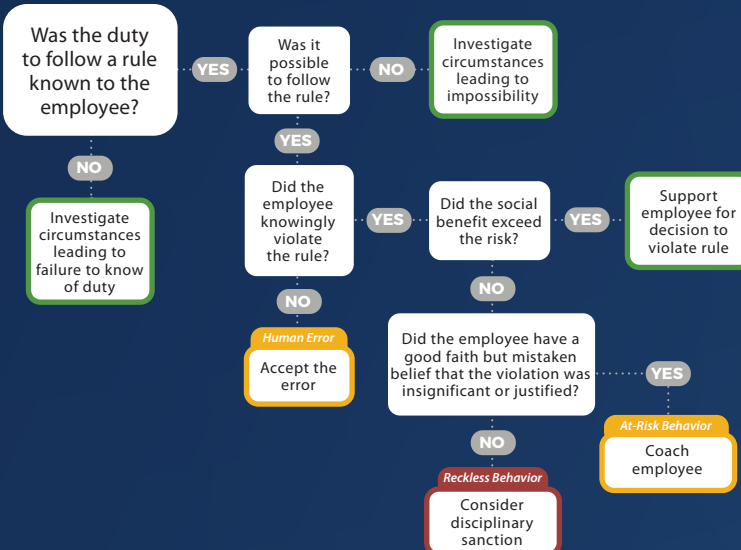 Was the duty
to follow a rule
known to the
employee?
YES
Was it
possible
to follow
the rule?
NO
Investigate
circumstances
leading to
impossibility
NO
YES
Investigate
circumstances
leading to
failure to know
of duty
Did the
employee
knowingly
violate
the rule?
YES
Did the social
benefit exceed
the risk?
YES
Support
employee for
decision to
violate rule
NO
NO
Human Error
Accept the
error
Did the employee have a
good faith but mistaken
belief that the violation was
insignificant or justified?
YES
NO
At-Risk Behavior
Coach
employee
Reckless Behavior
Consider
disciplinary
sanction